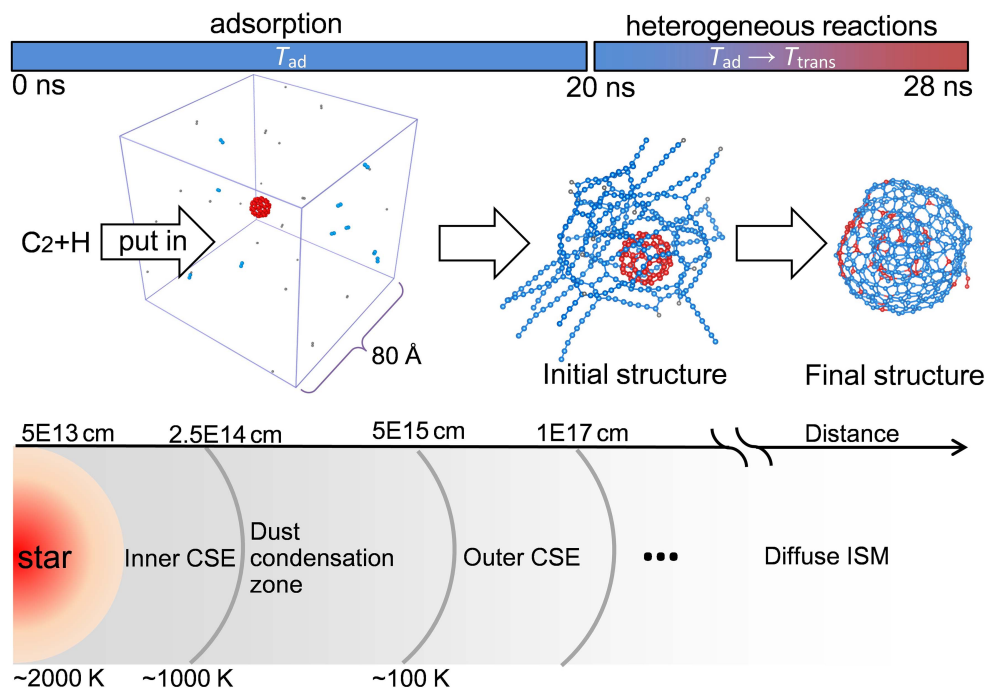 adsorption
heterogeneous reactions
Tad
Tad → Ttrans
0 ns
20 ns
28 ns
C2+H
put in
80 Å
Initial structure
Final structure
5E13 cm
2.5E14 cm
5E15 cm
1E17 cm
Distance
star
Inner CSE
Dust
condensation
zone
Outer CSE
•••
Diffuse ISM
~2000 K
~1000 K
~100 K